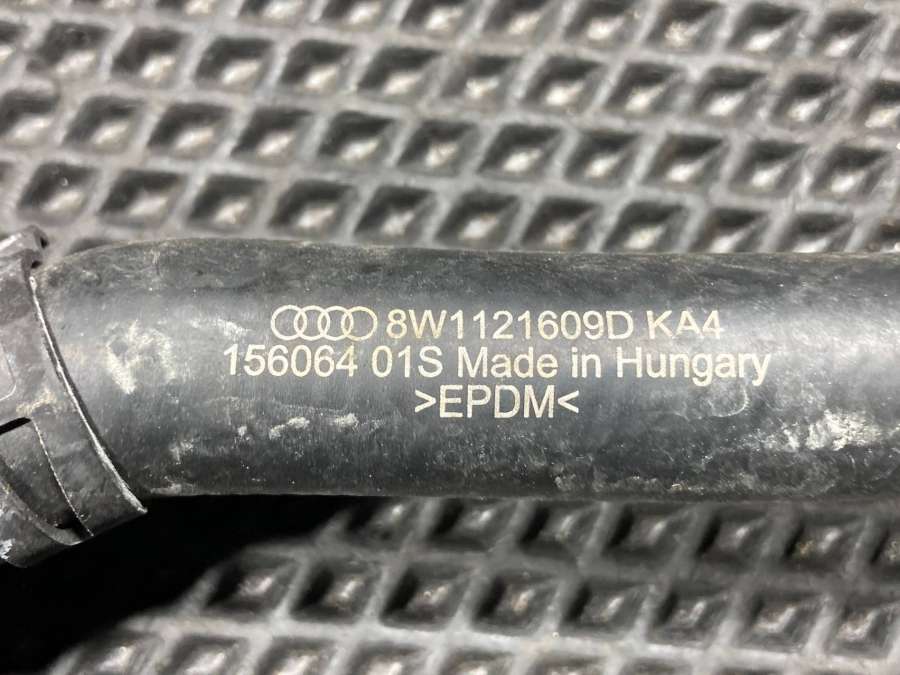 8W1121609D KA4
156064 01S Made in Hungary
>EPDM<